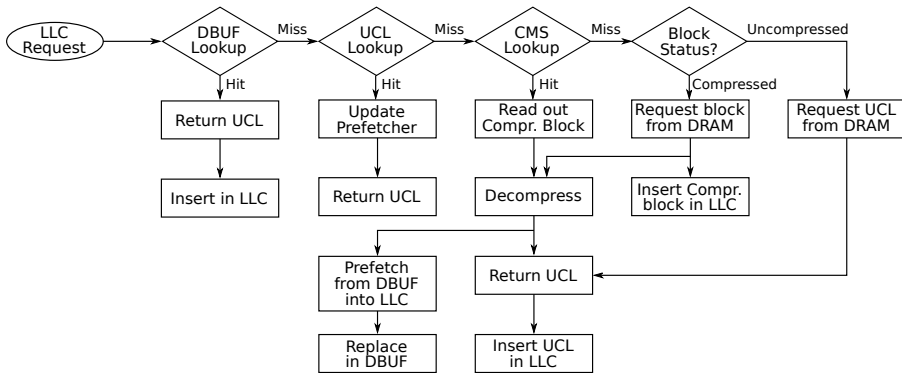 LLC
Request
DBUF
Lookup
Miss
UCL
Lookup
Miss
CMS
Lookup
Miss
Block
Status?
Uncompressed
Hit
Hit
Hit
Compressed
Return UCL
Update
Prefetcher
Read out
Compr. Block
Request block
from DRAM
Request UCL
from DRAM
Insert in LLC
Return UCL
Decompress
Insert Compr.
block in LLC
Prefetch
from DBUF
into LLC
Return UCL
Replace
in DBUF
Insert UCL
in LLC